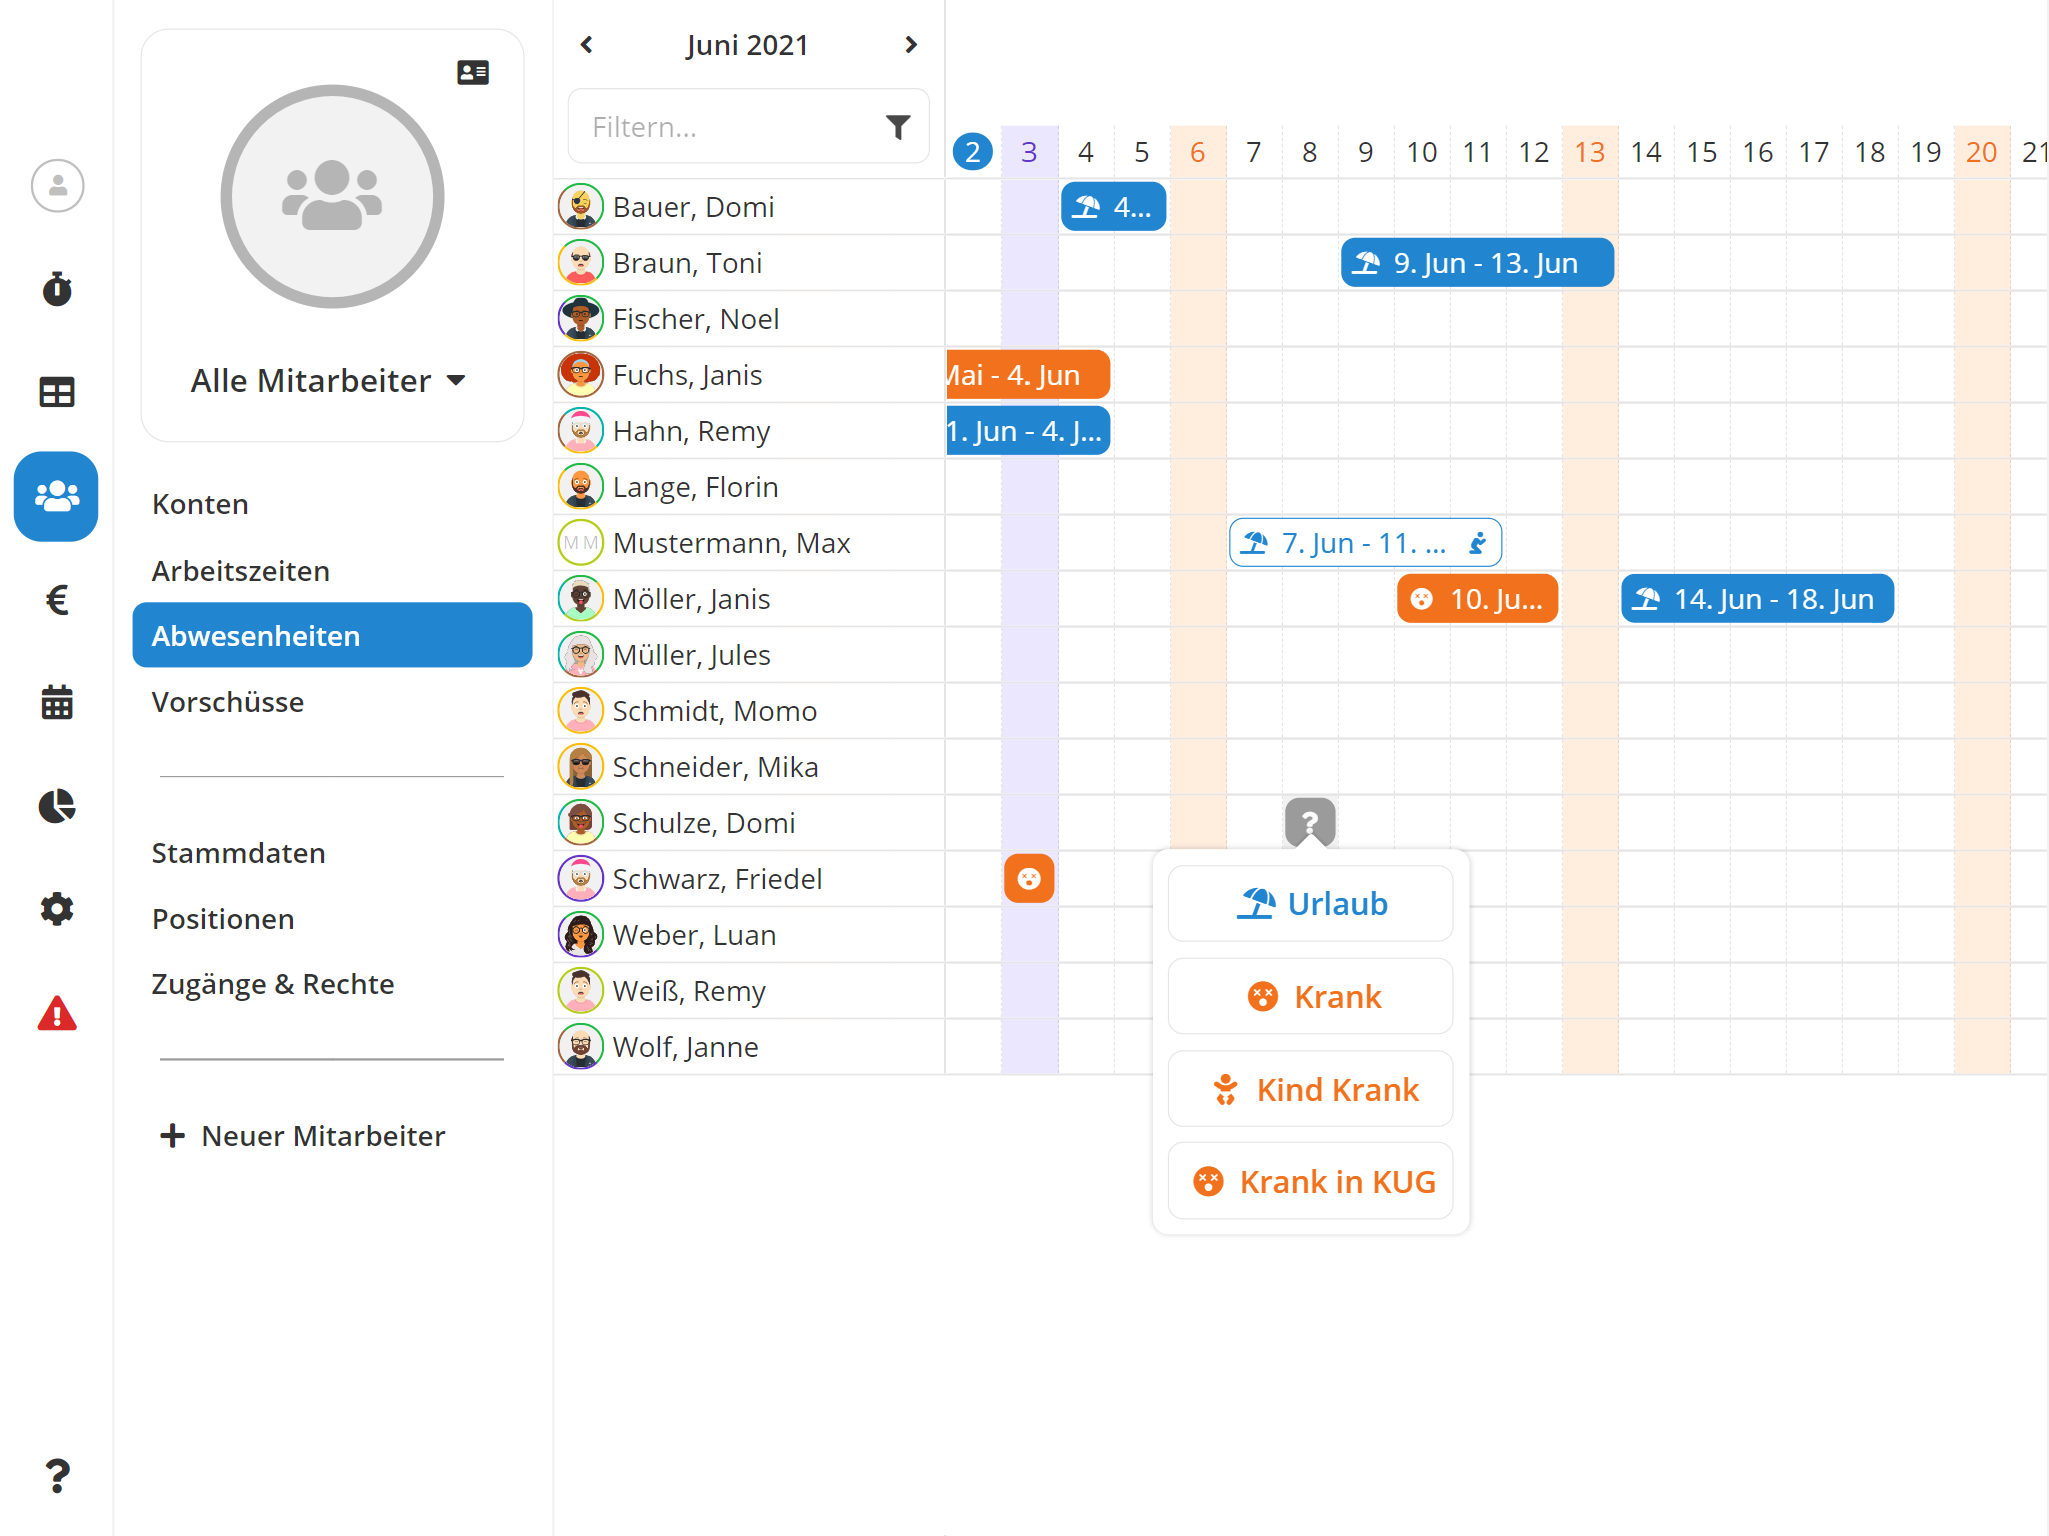 Juni 2021
Filtern...
2 3 4 5 6 7 8 9 10 11 12 13 14 15 16 17 18 19 20 21
Alle Mitarbeiter
Konten
Arbeitszeiten
Abwesenheiten
Vorschüsse
Stammdaten
Positionen
Zugänge & Rechte
Neuer Mitarbeiter
?
Bauer, Domi 4...
Braun, Toni 9. Jun - 13. Jun
Fischer, Noel
Fuchs, Janis Mai - 4. Jun
Hahn, Remy 1. Jun - 4. J...
Lange, Florin
M M Mustermann, Max 7. Jun - 11. ...
Möller, Janis 10. Ju... 14. Jun - 18. Jun
Müller, Jules
Schmidt, Momo
Schneider, Mika
Schulze, Domi ?
Schwarz, Friedel
Weber, Luan
Weiß, Remy
Wolf, Janne
Urlaub
Krank
Kind Krank
Krank in KUG